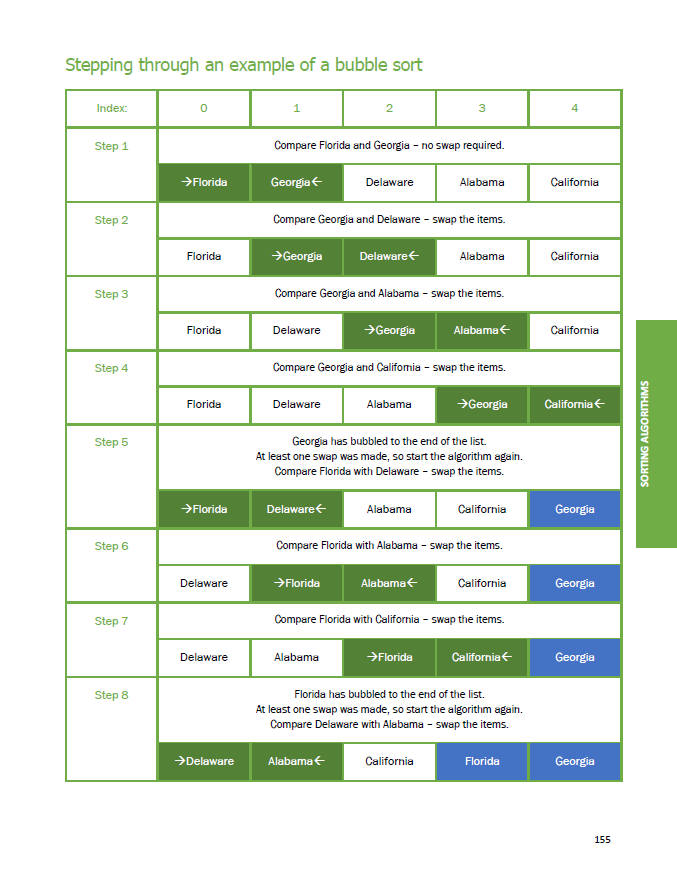 Stepping through an example of a bubble sort
Index: 0 1 2 3 4
Step 1
Compare Florida and Georgia – no swap required.
→Florida Georgia← Delaware Alabama California
Step 2
Compare Georgia and Delaware – swap the items.
Florida →Georgia Delaware← Alabama California
Step 3
Compare Georgia and Alabama – swap the items.
Florida Delaware →Georgia Alabama← California
Step 4
Compare Georgia and California – swap the items.
Florida Delaware Alabama →Georgia California←
Step 5
Georgia has bubbled to the end of the list.
At least one swap was made, so start the algorithm again.
Compare Florida with Delaware – swap the items.
→Florida Delaware← Alabama California Georgia
Step 6
Compare Florida with Alabama – swap the items.
Delaware →Florida Alabama← California Georgia
Step 7
Compare Florida with California – swap the items.
Delaware Alabama →Florida California← Georgia
Step 8
Florida has bubbled to the end of the list.
At least one swap was made, so start the algorithm again.
Compare Delaware with Alabama – swap the items.
→Delaware Alabama← California Florida Georgia
SORTING ALGORITHMS
155